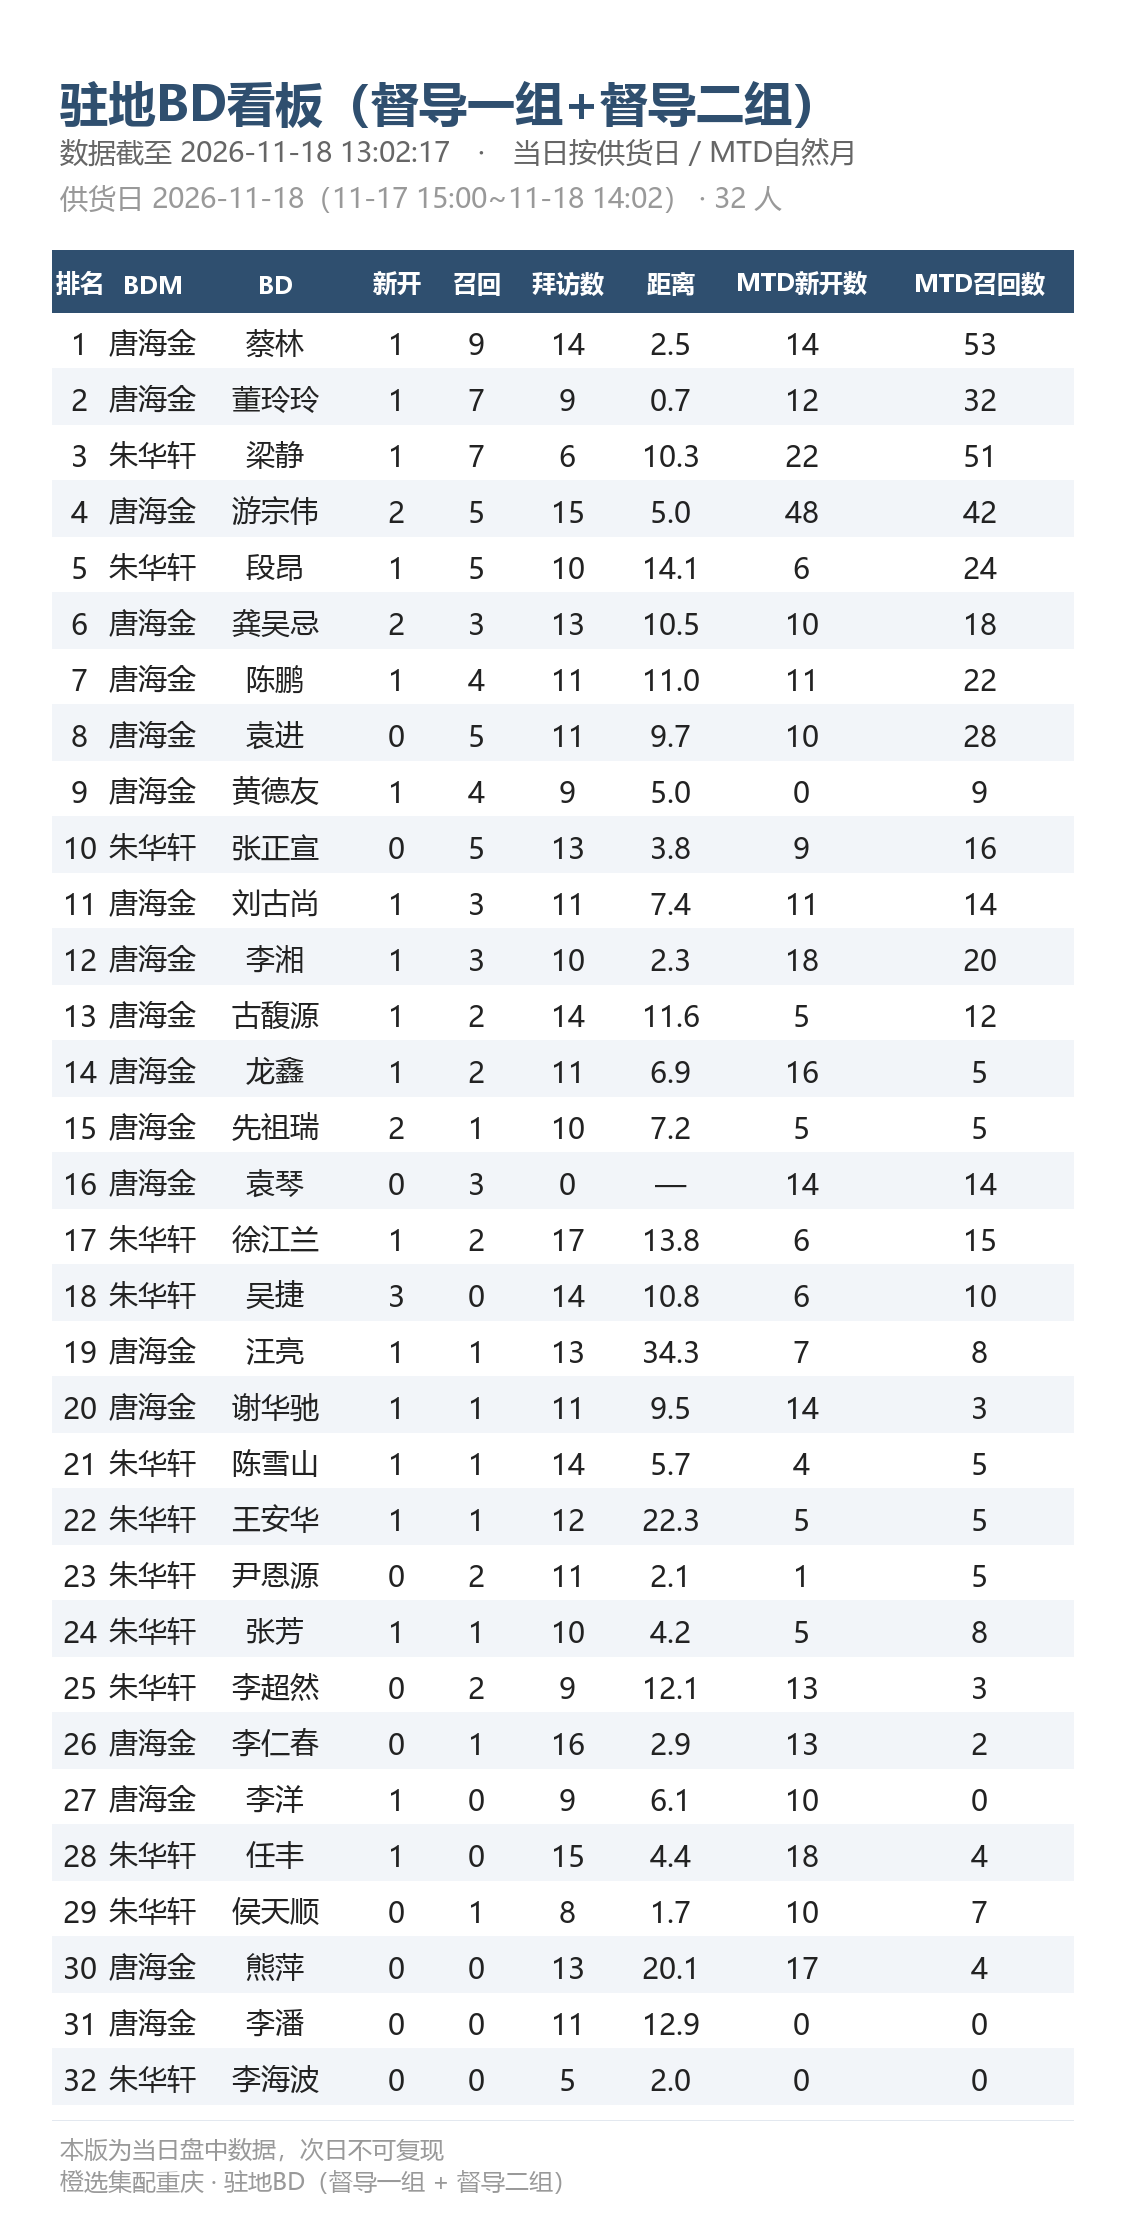 驻地BD看板（督导一组+督导二组）
数据截至 2026-11-18 13:02:17 · 当日按供货日 / MTD自然月
供货日 2026-11-18（11-17 15:00~11-18 14:02） · 32 人
排名 BDM BD 新开 召回 拜访数 距离 MTD新开数 MTD召回数
1 唐海金 蔡林 1 9 14 2.5 14 53
2 唐海金 董玲玲 1 7 9 0.7 12 32
3 朱华轩 梁静 1 7 6 10.3 22 51
4 唐海金 游宗伟 2 5 15 5.0 48 42
5 朱华轩 段昂 1 5 10 14.1 6 24
6 唐海金 龚吴忌 2 3 13 10.5 10 18
7 唐海金 陈鹏 1 4 11 11.0 11 22
8 唐海金 袁进 0 5 11 9.7 10 28
9 唐海金 黄德友 1 4 9 5.0 0 9
10 朱华轩 张正宣 0 5 13 3.8 9 16
11 唐海金 刘古尚 1 3 11 7.4 11 14
12 唐海金 李湘 1 3 10 2.3 18 20
13 唐海金 古馥源 1 2 14 11.6 5 12
14 唐海金 龙鑫 1 2 11 6.9 16 5
15 唐海金 先祖瑞 2 1 10 7.2 5 5
16 唐海金 袁琴 0 3 0 — 14 14
17 朱华轩 徐江兰 1 2 17 13.8 6 15
18 朱华轩 吴捷 3 0 14 10.8 6 10
19 唐海金 汪亮 1 1 13 34.3 7 8
20 唐海金 谢华驰 1 1 11 9.5 14 3
21 朱华轩 陈雪山 1 1 14 5.7 4 5
22 朱华轩 王安华 1 1 12 22.3 5 5
23 朱华轩 尹恩源 0 2 11 2.1 1 5
24 朱华轩 张芳 1 1 10 4.2 5 8
25 朱华轩 李超然 0 2 9 12.1 13 3
26 唐海金 李仁春 0 1 16 2.9 13 2
27 唐海金 李洋 1 0 9 6.1 10 0
28 朱华轩 任丰 1 0 15 4.4 18 4
29 朱华轩 侯天顺 0 1 8 1.7 10 7
30 唐海金 熊萍 0 0 13 20.1 17 4
31 唐海金 李潘 0 0 11 12.9 0 0
32 朱华轩 李海波 0 0 5 2.0 0 0
本版为当日盘中数据，次日不可复现
橙选集配重庆 · 驻地BD（督导一组 + 督导二组）